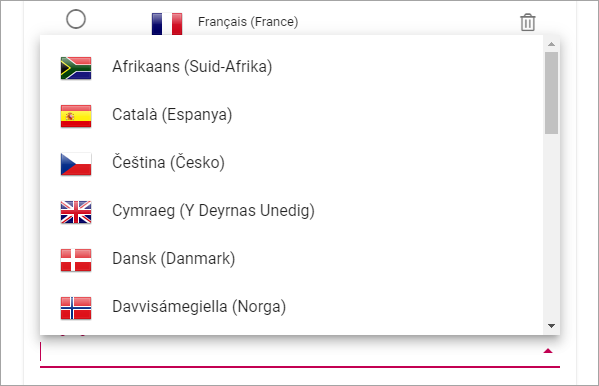 Français (France)
Afrikaans (Suid-Afrika)
Català (Espanya)
Čeština (Česko)
Cymraeg (Y Deyrnas Unedig)
Dansk (Danmark)
Davvisámegiella (Norga)